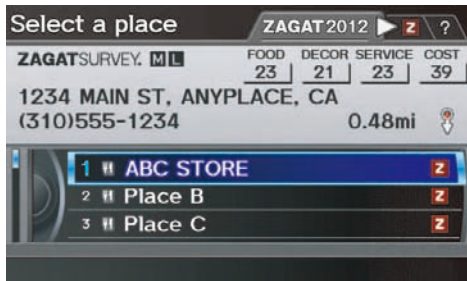 Select a place ZAGAT2012 Z ?
ZAGATSURVEY. M L FOOD DECOR SERVICE COST
23 21 23 39
1234 MAIN ST, ANYPLACE, CA
(310)555-1234 0.48mi
1 ABC STORE Z
2 Place B Z
3 Place C Z